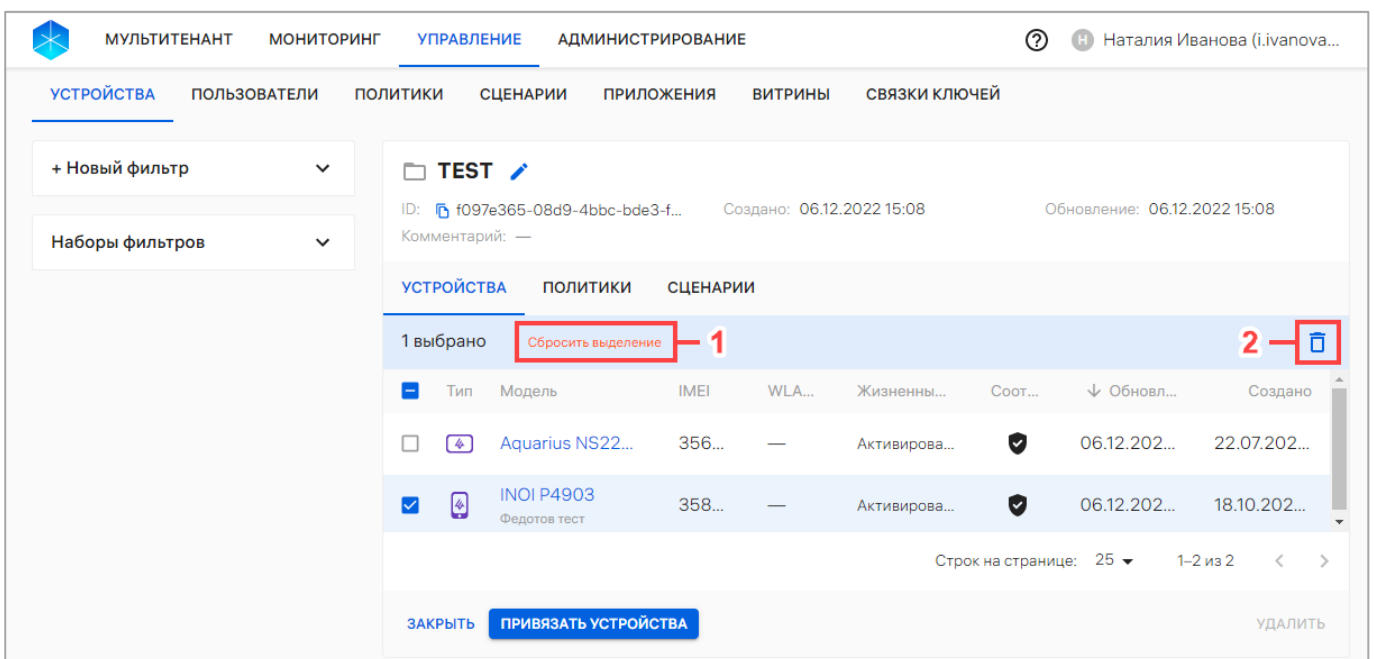 МУЛЬТИТЕНАНТ МОНИТОРИНГ УПРАВЛЕНИЕ АДМИНИСТРИРОВАНИЕ ? Н Наталия Иванова (i.ivanova...
УСТРОЙСТВА ПОЛЬЗОВАТЕЛИ ПОЛИТИКИ СЦЕНАРИИ ПРИЛОЖЕНИЯ ВИТРИНЫ СВЯЗКИ КЛЮЧЕЙ
+ Новый фильтр
Наборы фильтров
TEST
ID: f097e365-08d9-4bbc-bde3-f... Создано: 06.12.2022 15:08 Обновление: 06.12.2022 15:08
Комментарий: —
УСТРОЙСТВА ПОЛИТИКИ СЦЕНАРИИ
1 выбрано Сбросить выделение 1 2
Тип Модель IMEI WLA... Жизненны... Соот... Обновл... Создано
Aquarius NS22... 356... — Активирова... 06.12.202... 22.07.202...
INOI P4903 358... — Активирова... 06.12.202... 18.10.202...
Федотов тест
Строк на странице: 25 1–2 из 2
ЗАКРЫТЬ ПРИВЯЗАТЬ УСТРОЙСТВА УДАЛИТЬ